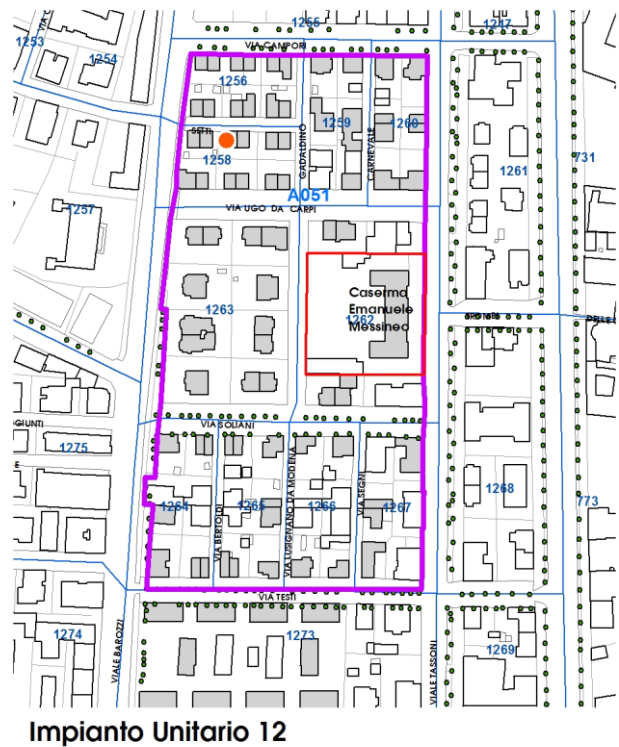 1255
1247
VIA CAMPORI
1253
1254
1256
1259
1260
SETTI
1258
GADALDINO
CARNEVALE
731
1261
A051
1257
VIA UGO DA CARPI
1263
Caserma
Emanuele
1262
Messineo
VIA SOLIANI
GIUNTI
1275
E
1264
VIA BERTOLDI
1265
VIA LUSIGNANO DA MODENA
1266
VIA SEGNI
1267
1268
773
VIA TESTI
1274
VIALE BAROZZI
1273
VIALE TASSONI
1269
Impianto Unitario 12